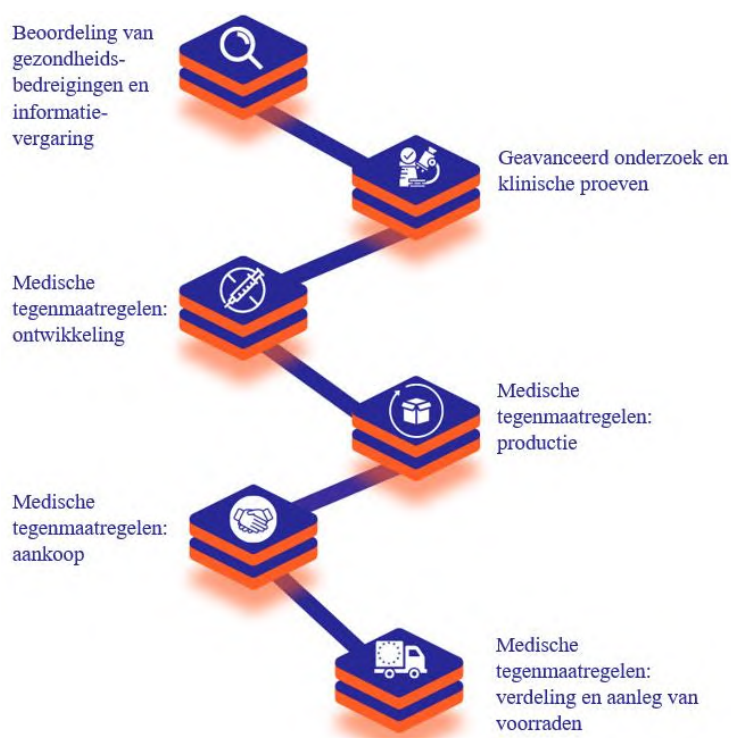 Beoordeling van
gezondheids-
bedreigingen en
informatie-
vergaring
Geavanceerd onderzoek en
klinische proeven
Medische
tegenmaatregelen:
ontwikkeling
Medische
tegenmaatregelen:
productie
Medische
tegenmaatregelen:
aankoop
Medische
tegenmaatregelen:
verdeling en aanleg van
voorraden